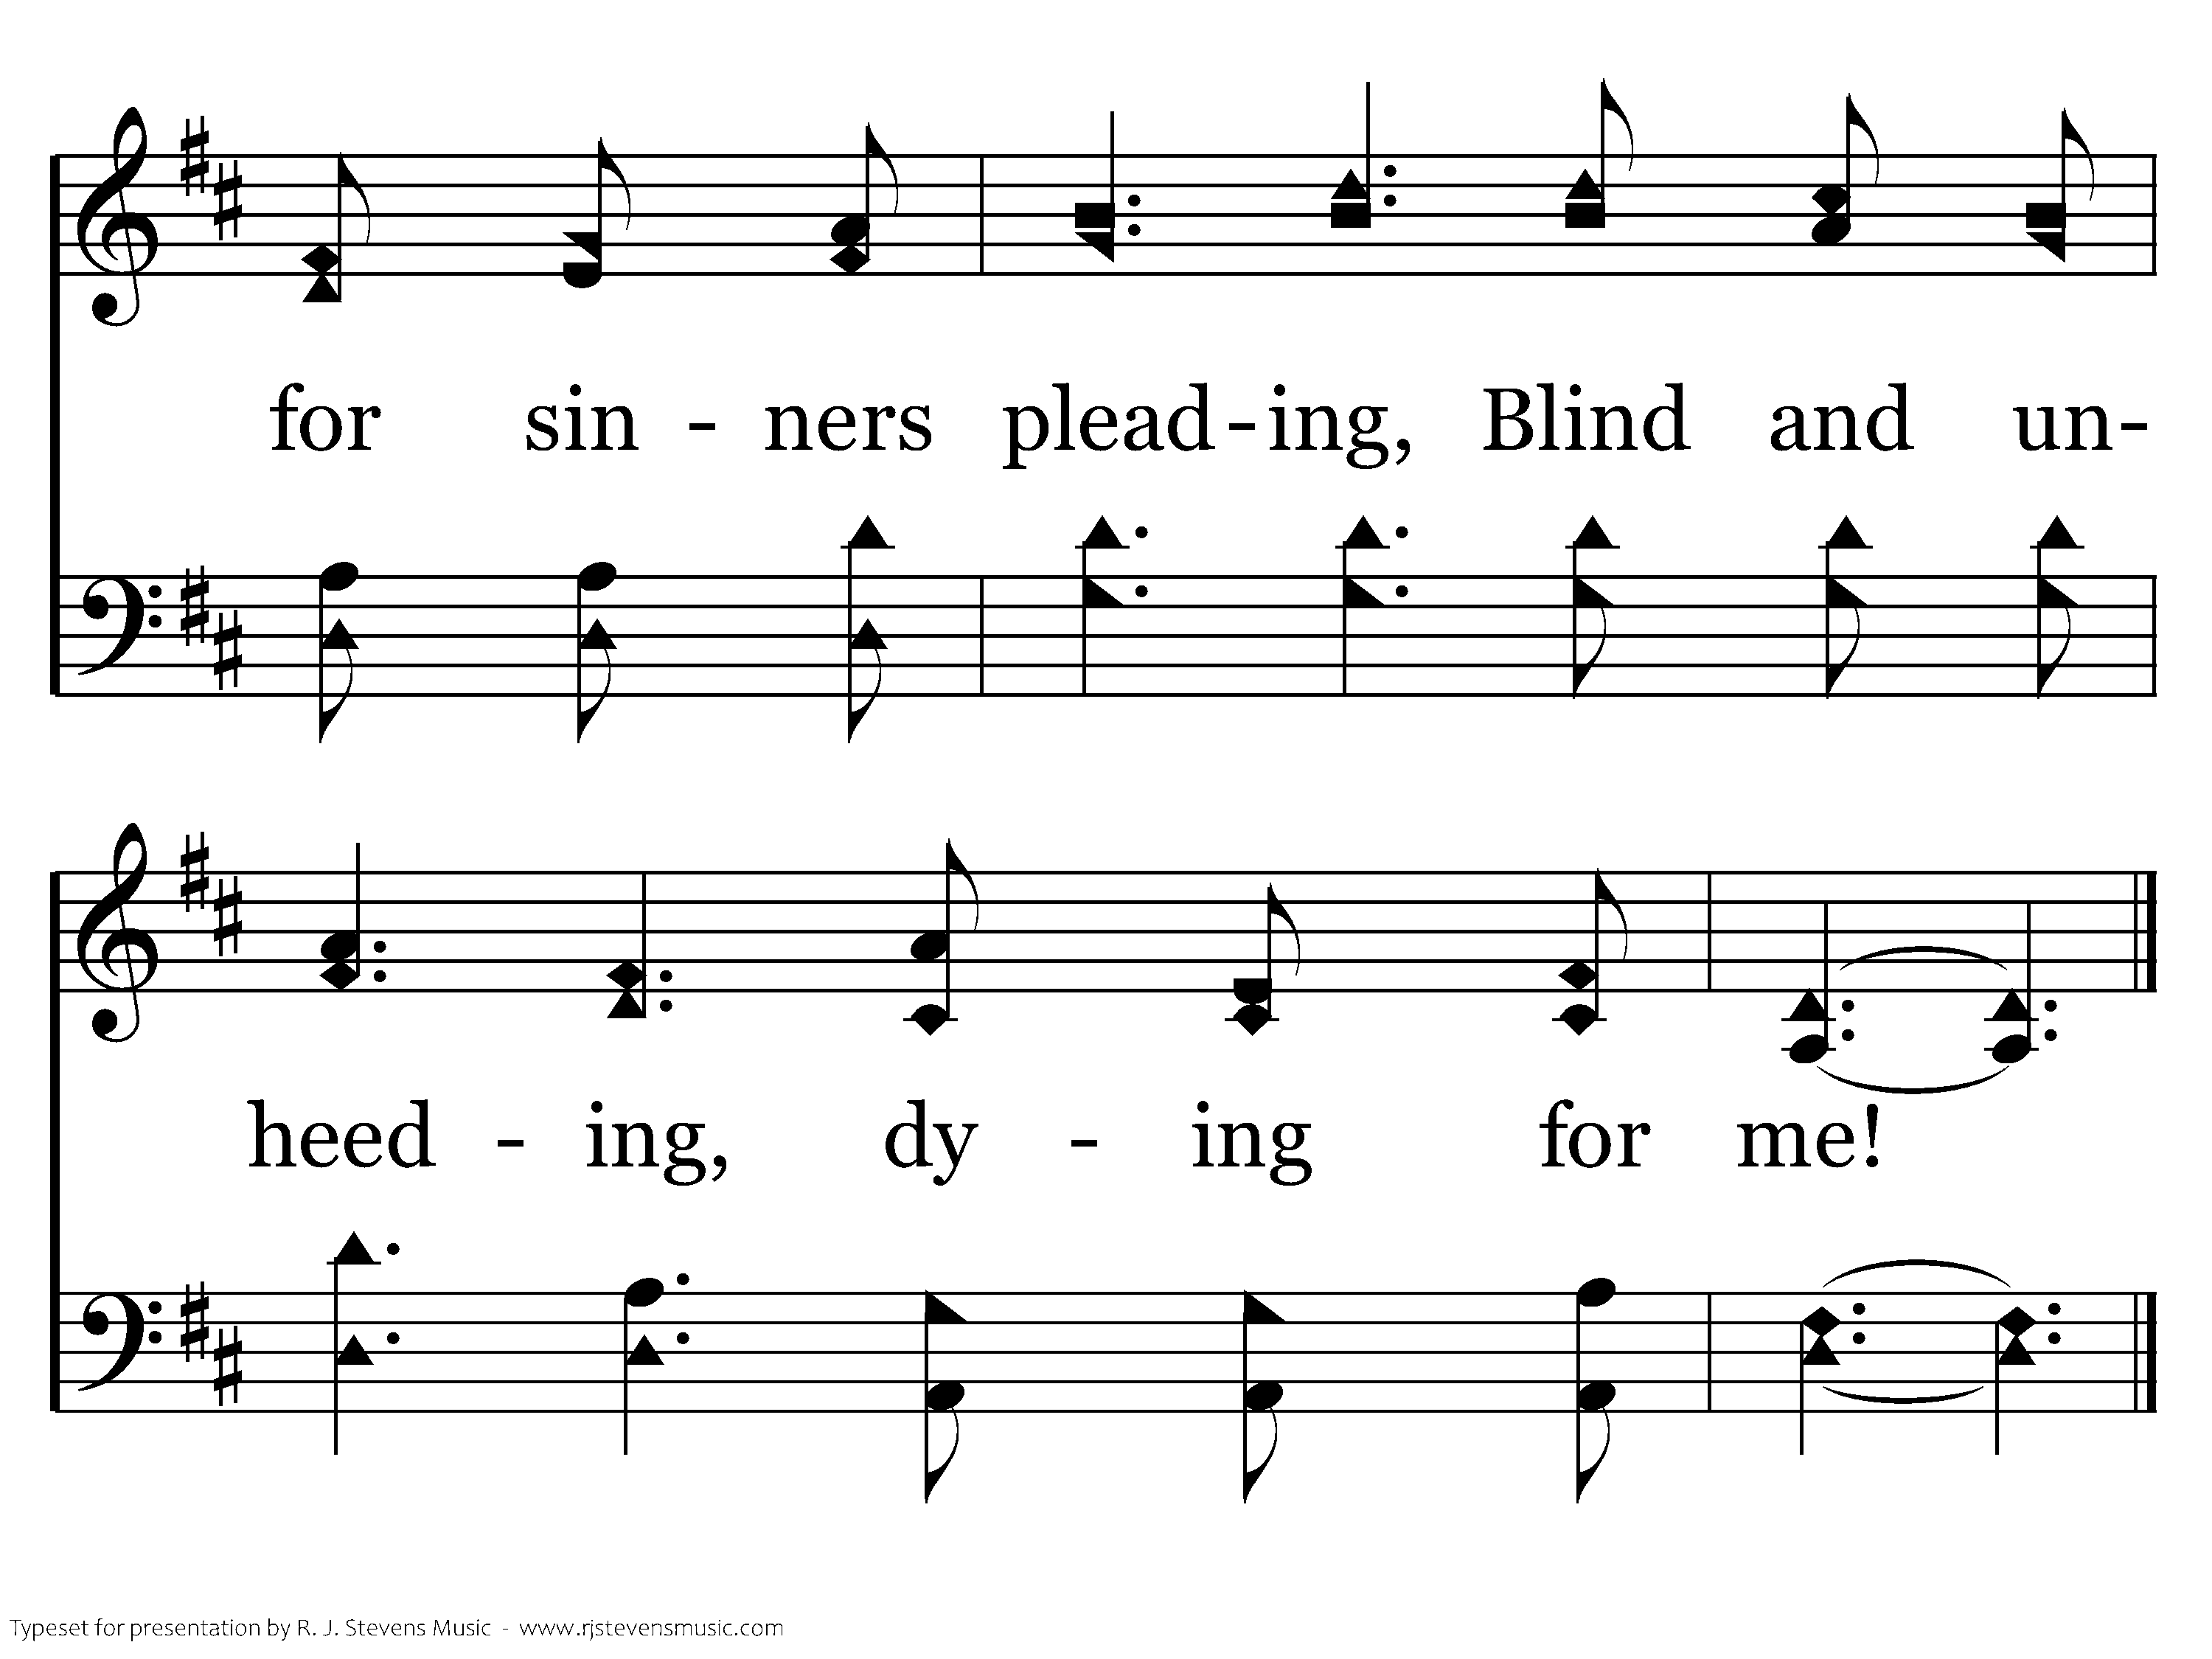 for sin - ners plead - ing, Blind and un-
heed - ing, dy - ing for me!
Typeset for presentation by R. J. Stevens Music - www.rjstevensmusic.com